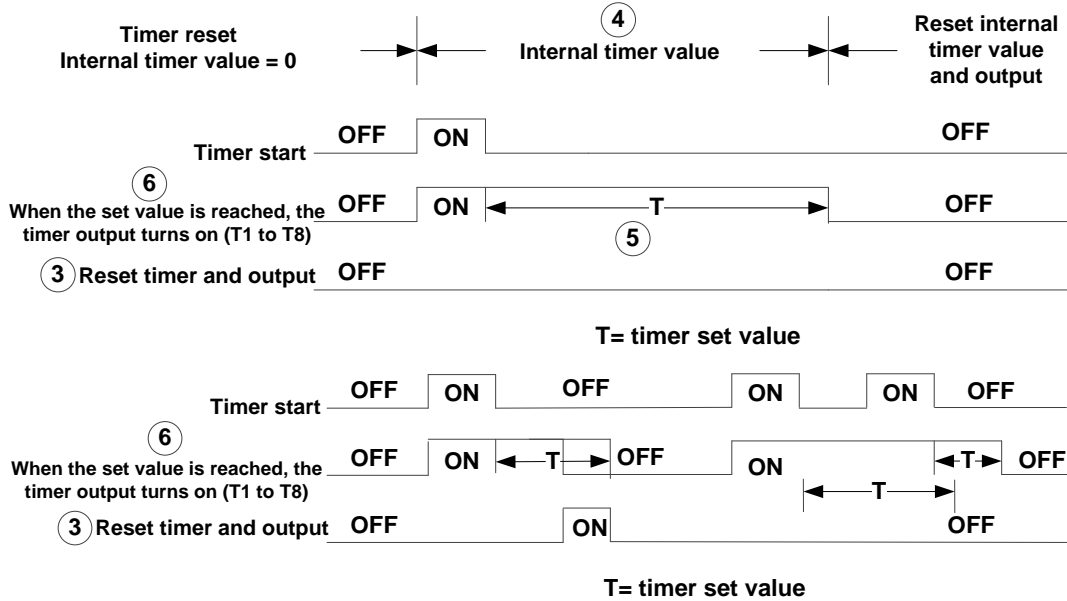 Timer reset
Internal timer value = 0
4
Internal timer value
Reset internal
timer value
and output
Timer start
OFF
ON
OFF
6
When the set value is reached, the
timer output turns on (T1 to T8)
OFF
ON
T
OFF
5
3 Reset timer and output
OFF
OFF
T= timer set value
Timer start
OFF
ON
OFF
ON
ON
OFF
6
When the set value is reached, the
timer output turns on (T1 to T8)
OFF
ON
T
OFF
ON
T
OFF
T
3 Reset timer and output
OFF
ON
OFF
T= timer set value